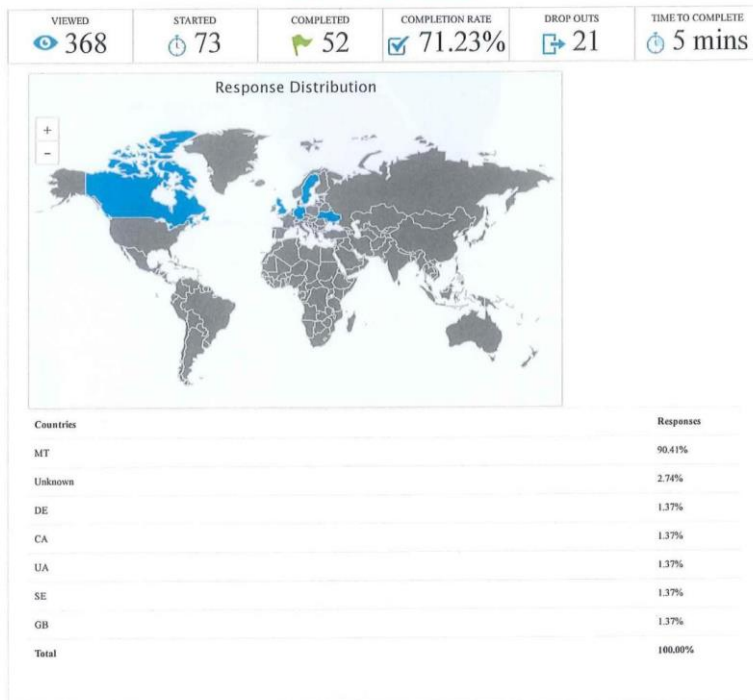 VIEWED STARTED COMPLETED COMPLETION RATE DROP OUTS TIME TO COMPLETE
368 73 52 71.23% 21 5 mins
Response Distribution
+
-
Countries Responses
MT 90.41%
Unknown 2.74%
DE 1.37%
CA 1.37%
UA 1.37%
SE 1.37%
GB 1.37%
Total 100.00%